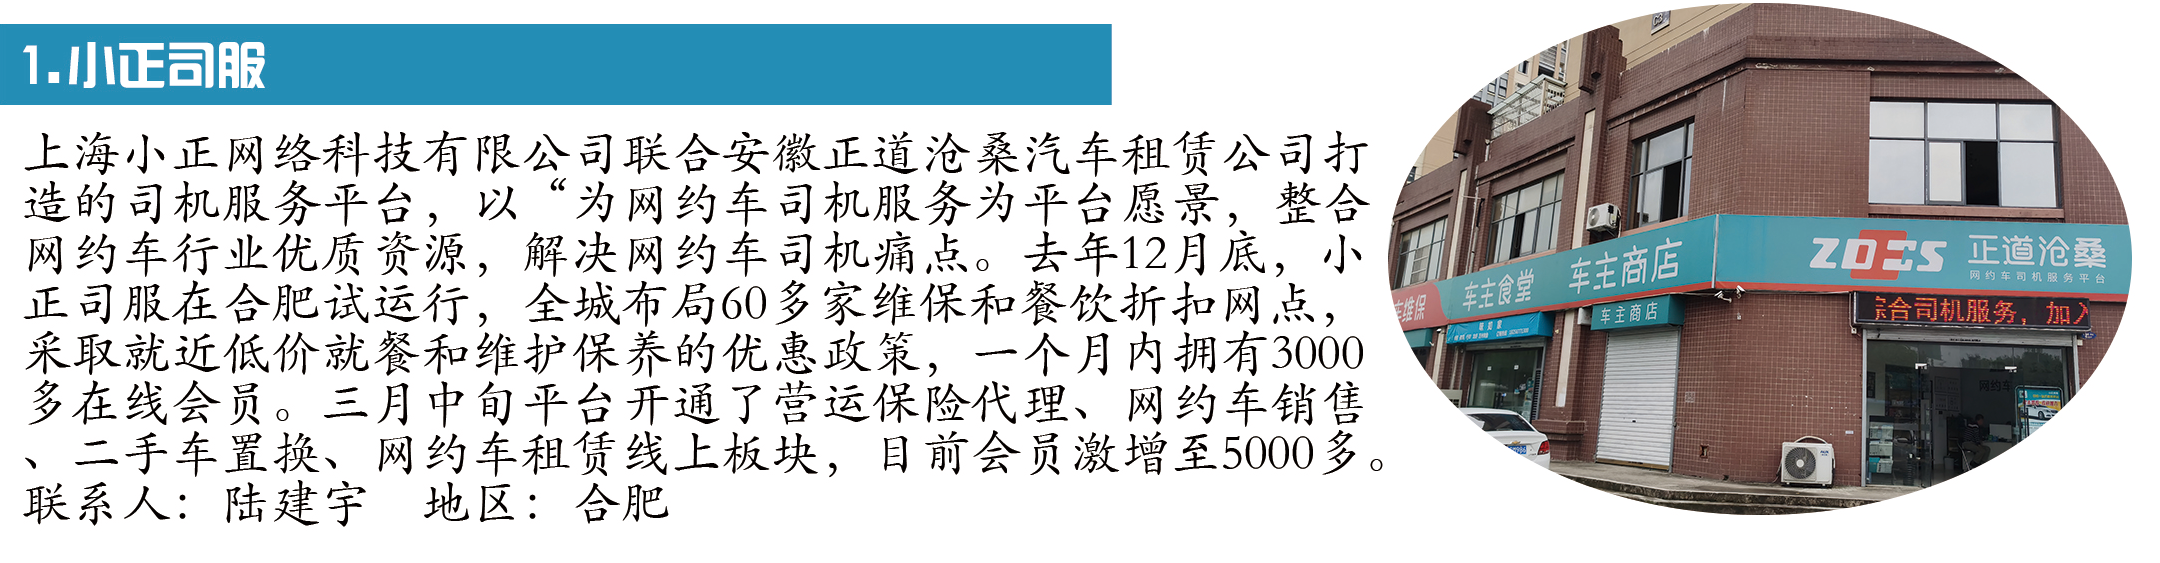 1.小正司服
上海小正网络科技有限公司联合安徽正道沧桑汽车租赁公司打
造的司机服务平台，以“为网约车司机服务为平台愿景，整合
网约车行业优质资源，解决网约车司机痛点。去年12月底，小
正司服在合肥试运行，全城布局60多家维保和餐饮折扣网点，
采取就近低价就餐和维护保养的优惠政策，一个月内拥有3000
多在线会员。三月中旬平台开通了营运保险代理、网约车销售
、二手车置换、网约车租赁线上板块，目前会员激增至5000多。
联系人：陆建宇 地区：合肥
C3
ZDCS 正道沧桑
网约车司机服务平台
车主商店
车主食堂
维保
车主商店
综合司机服务，加入
网约车